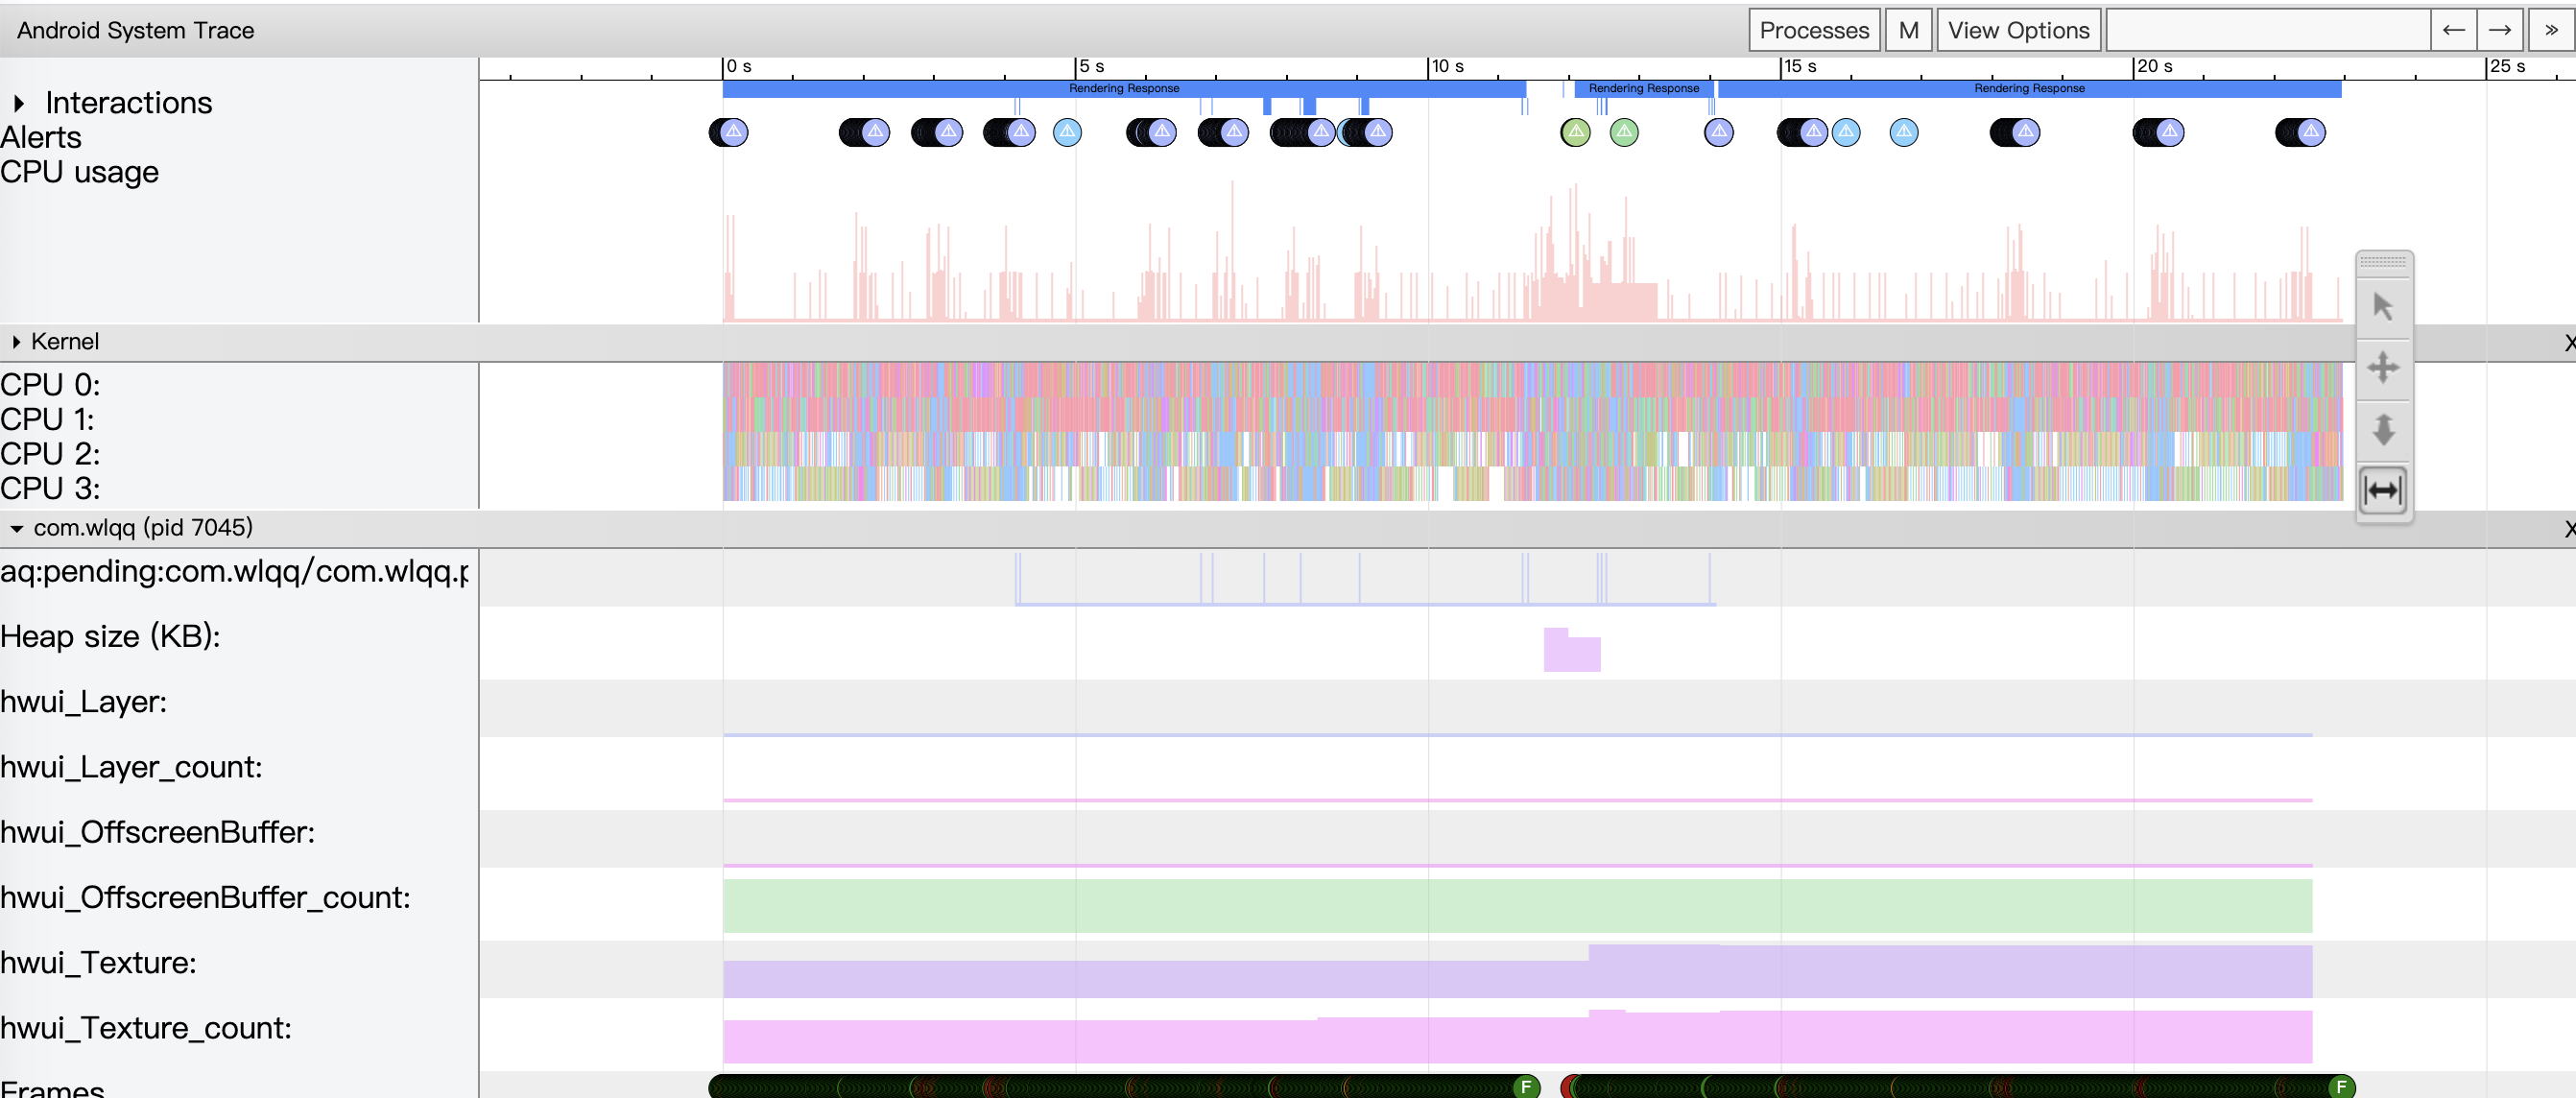 Android System Trace
Processes M View Options ← → »
0 s 5 s 10 s 15 s 20 s 25 s
Rendering Response Rendering Response Rendering Response
Interactions
Alerts
CPU usage
Kernel X
CPU 0:
CPU 1:
CPU 2:
CPU 3:
com.wlqq (pid 7045) X
aq:pending:com.wlqq/com.wlqq.p
Heap size (KB):
hwui_Layer:
hwui_Layer_count:
hwui_OffscreenBuffer:
hwui_OffscreenBuffer_count:
hwui_Texture:
hwui_Texture_count:
Frames F F